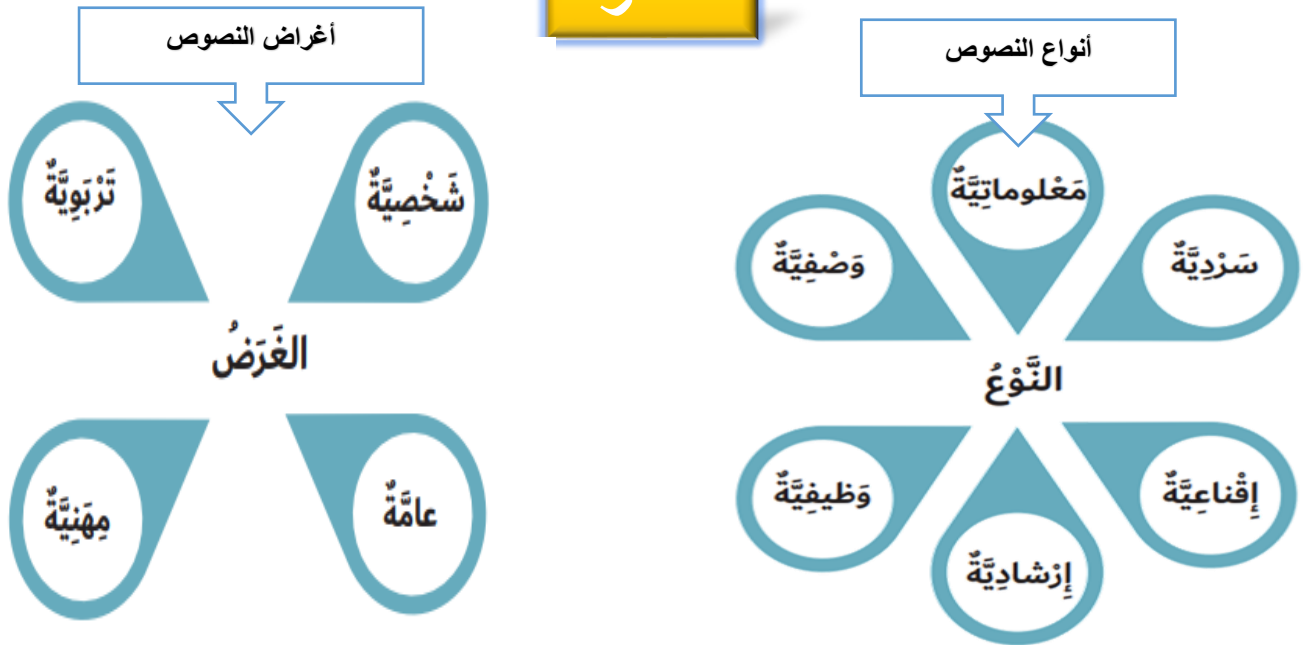 أنواع النصوص
مَعْلوماتِيَّةٌ
سَرْدِيَّةٌ
وَصْفِيَّةٌ
النَّوْعُ
إِقْناعِيَّةٌ
وَظيفِيَّةٌ
إِرْشادِيَّةٌ
أغراض النصوص
شَخْصِيَّةٌ
تَرْبَوِيَّةٌ
الغَرَضُ
عامَّةٌ
مِهَنِيَّةٌ